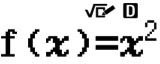 √☐ D
f(x)=x²